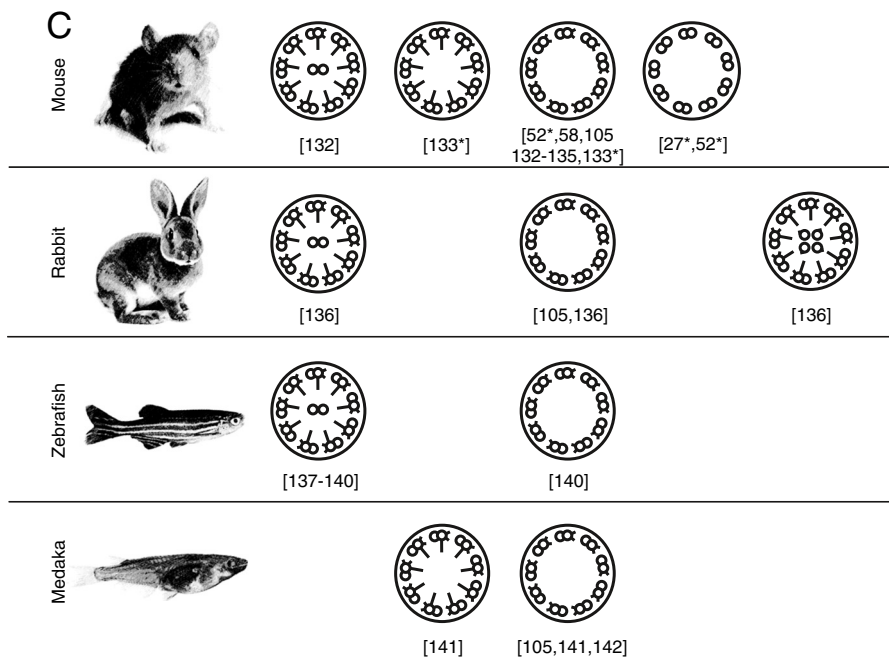 C
Mouse
[132]
[133*]
[52*,58,105
132-135,133*]
[27*,52*]
Rabbit
[136]
[105,136]
[136]
Zebrafish
[137-140]
[140]
Medaka
[141]
[105,141,142]